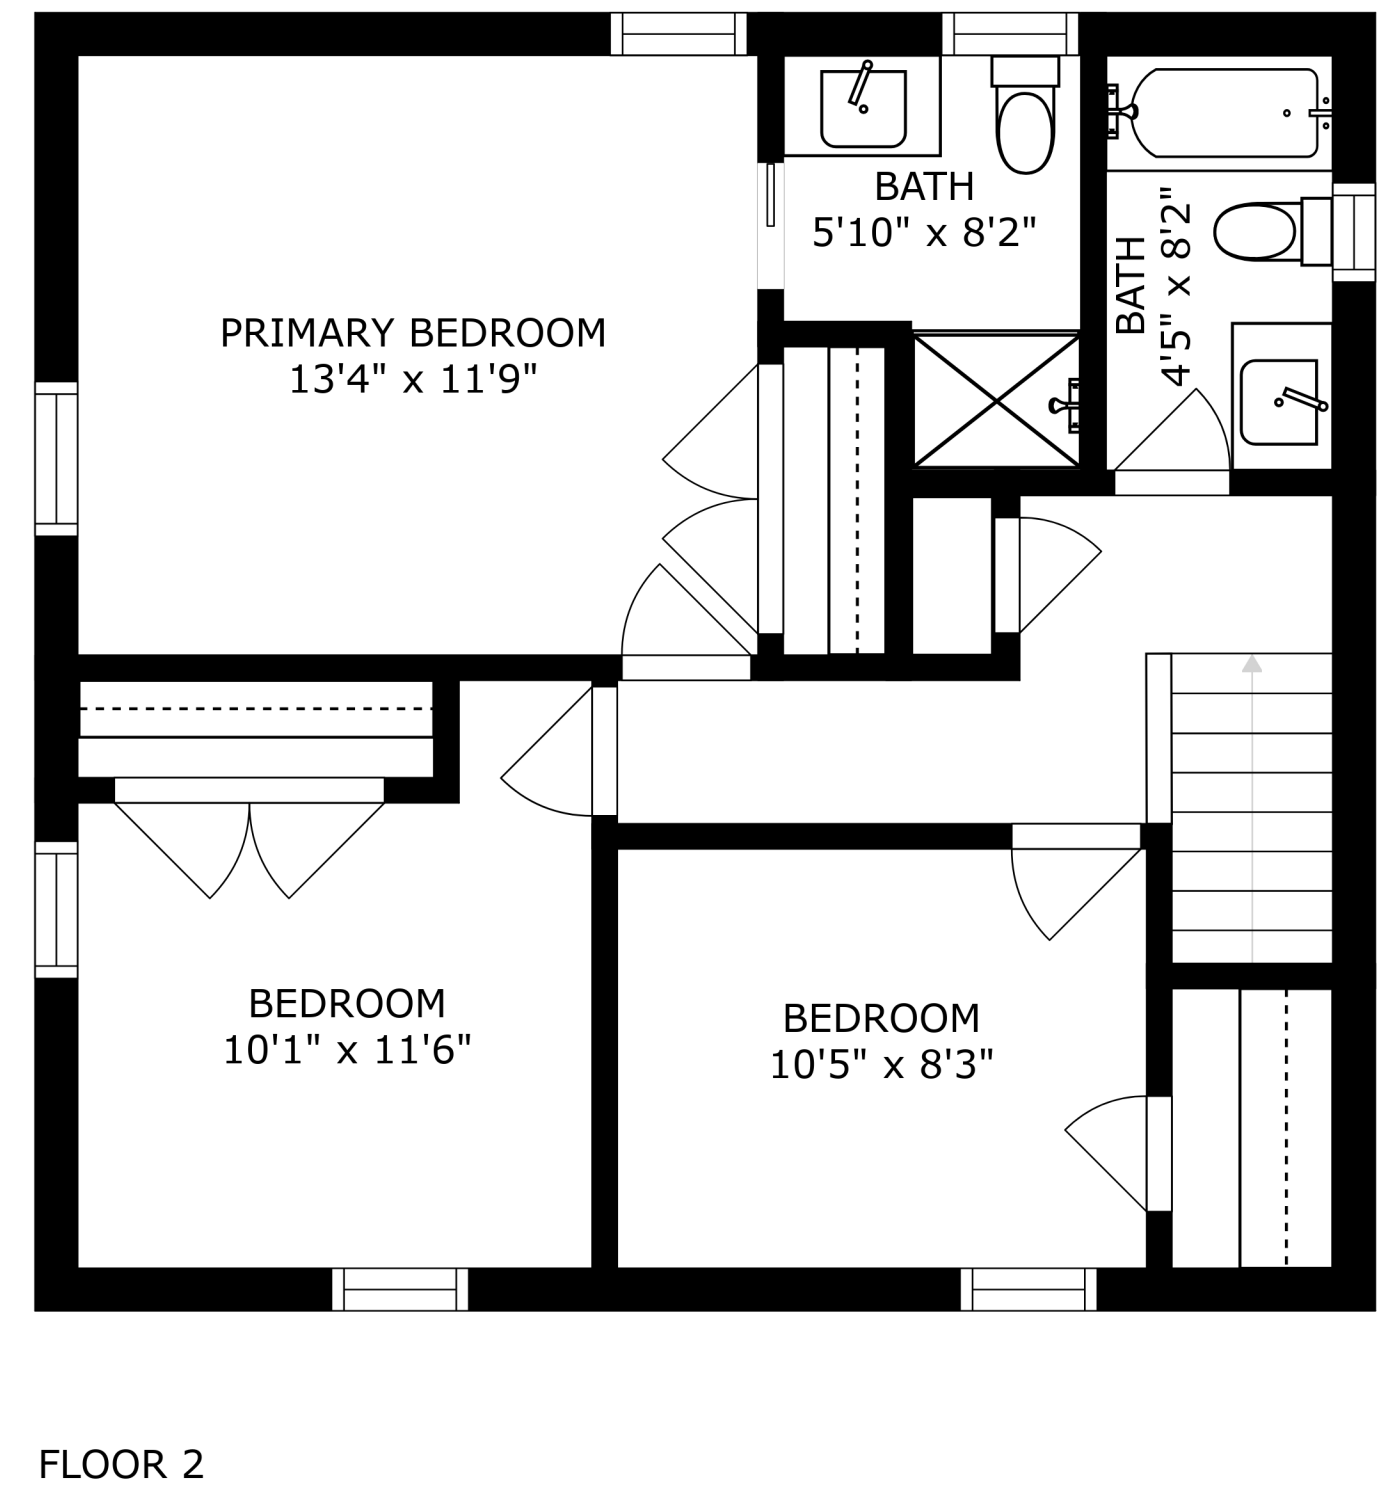 BATH
5'10" x 8'2"
BATH
4'5" x 8'2"
PRIMARY BEDROOM
13'4" x 11'9"
BEDROOM
10'1" x 11'6"
BEDROOM
10'5" x 8'3"
FLOOR 2